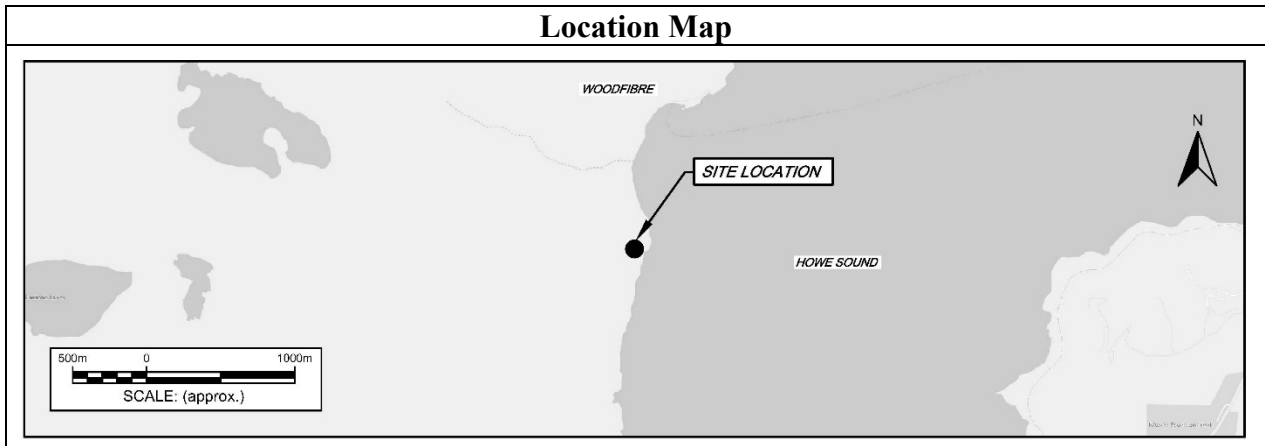 Location Map
WOODFIBRE
N
SITE LOCATION
HOWE SOUND
500m 0 1000m
SCALE: (approx.)